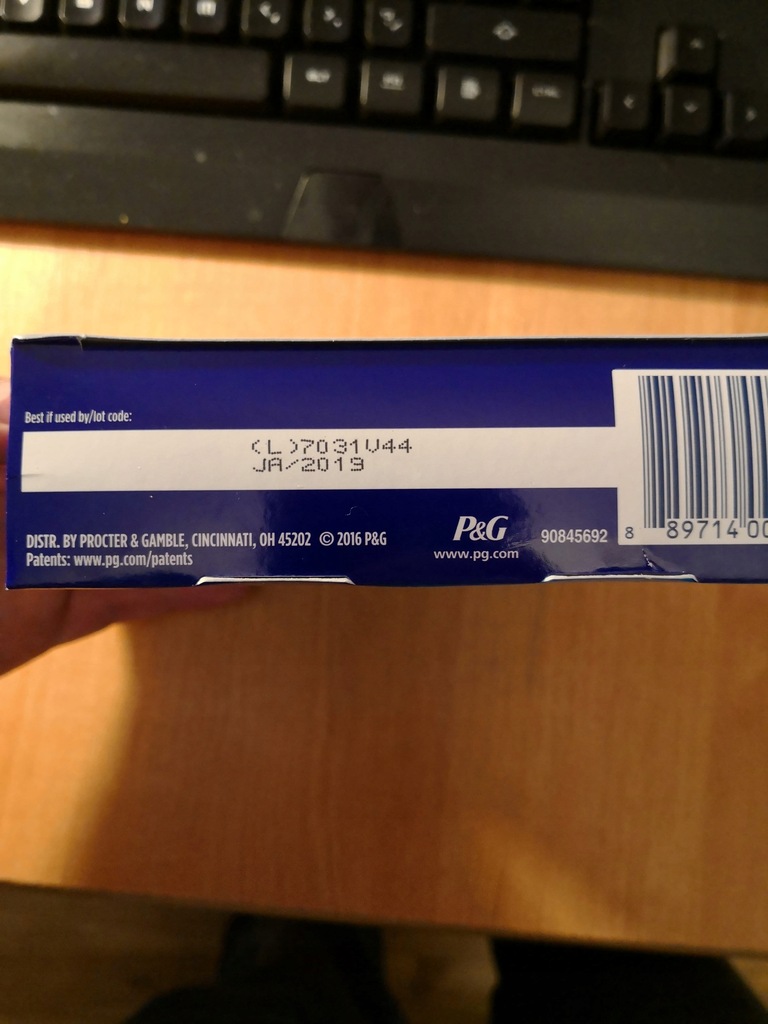 Best if used by/lot code:
(L)7031V44
JA/2019
DISTR. BY PROCTER & GAMBLE, CINCINNATI, OH 45202 © 2016 P&G
Patents: www.pg.com/patents
P&G
www.pg.com
90845692
8 89714 00